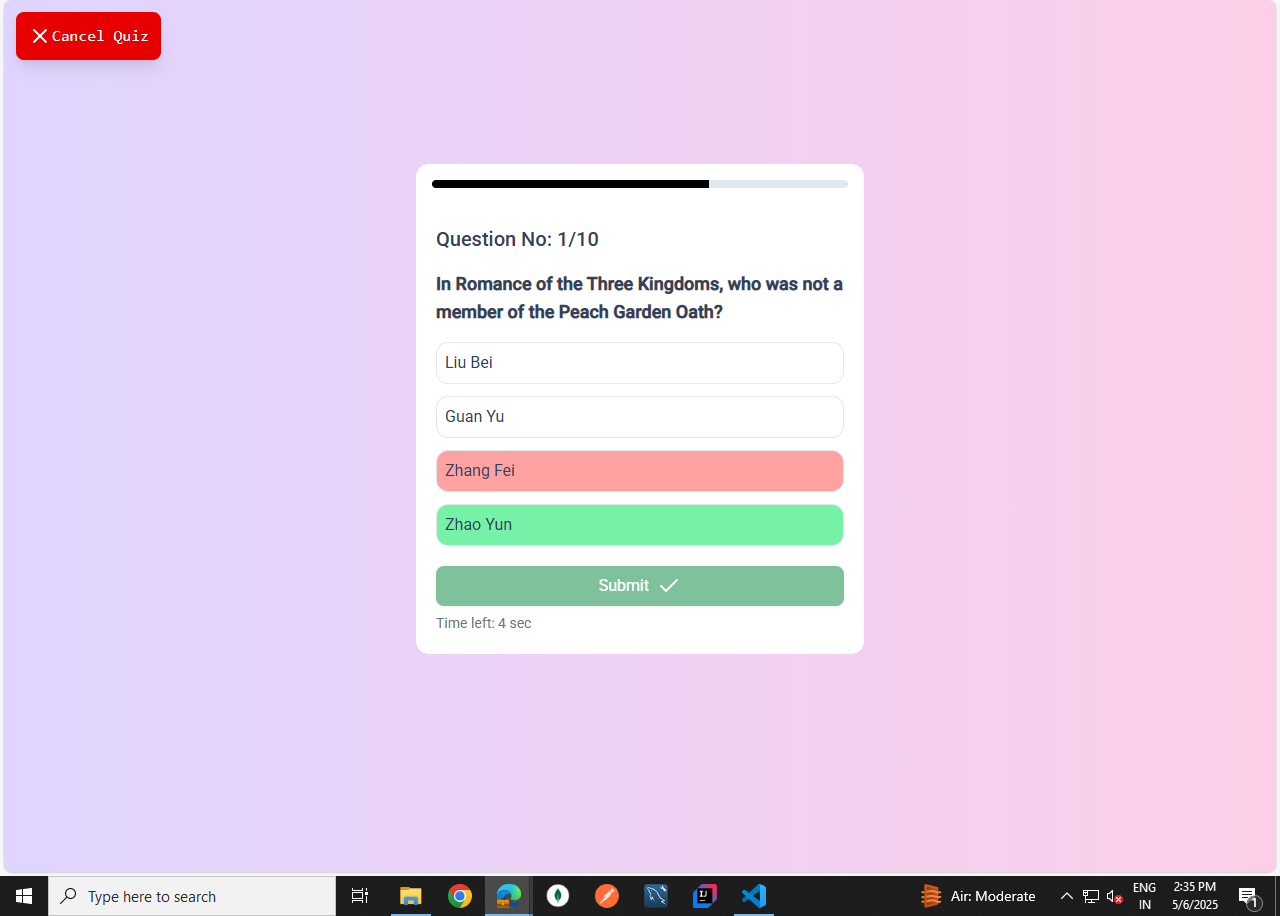 Cancel Quiz
Question No: 1/10
In Romance of the Three Kingdoms, who was not a
member of the Peach Garden Oath?
Liu Bei
Guan Yu
Zhang Fei
Zhao Yun
Submit
Time left: 4 sec
Type here to search
IJ
Air: Moderate
ENG
IN
2:35 PM
5/6/2025
1